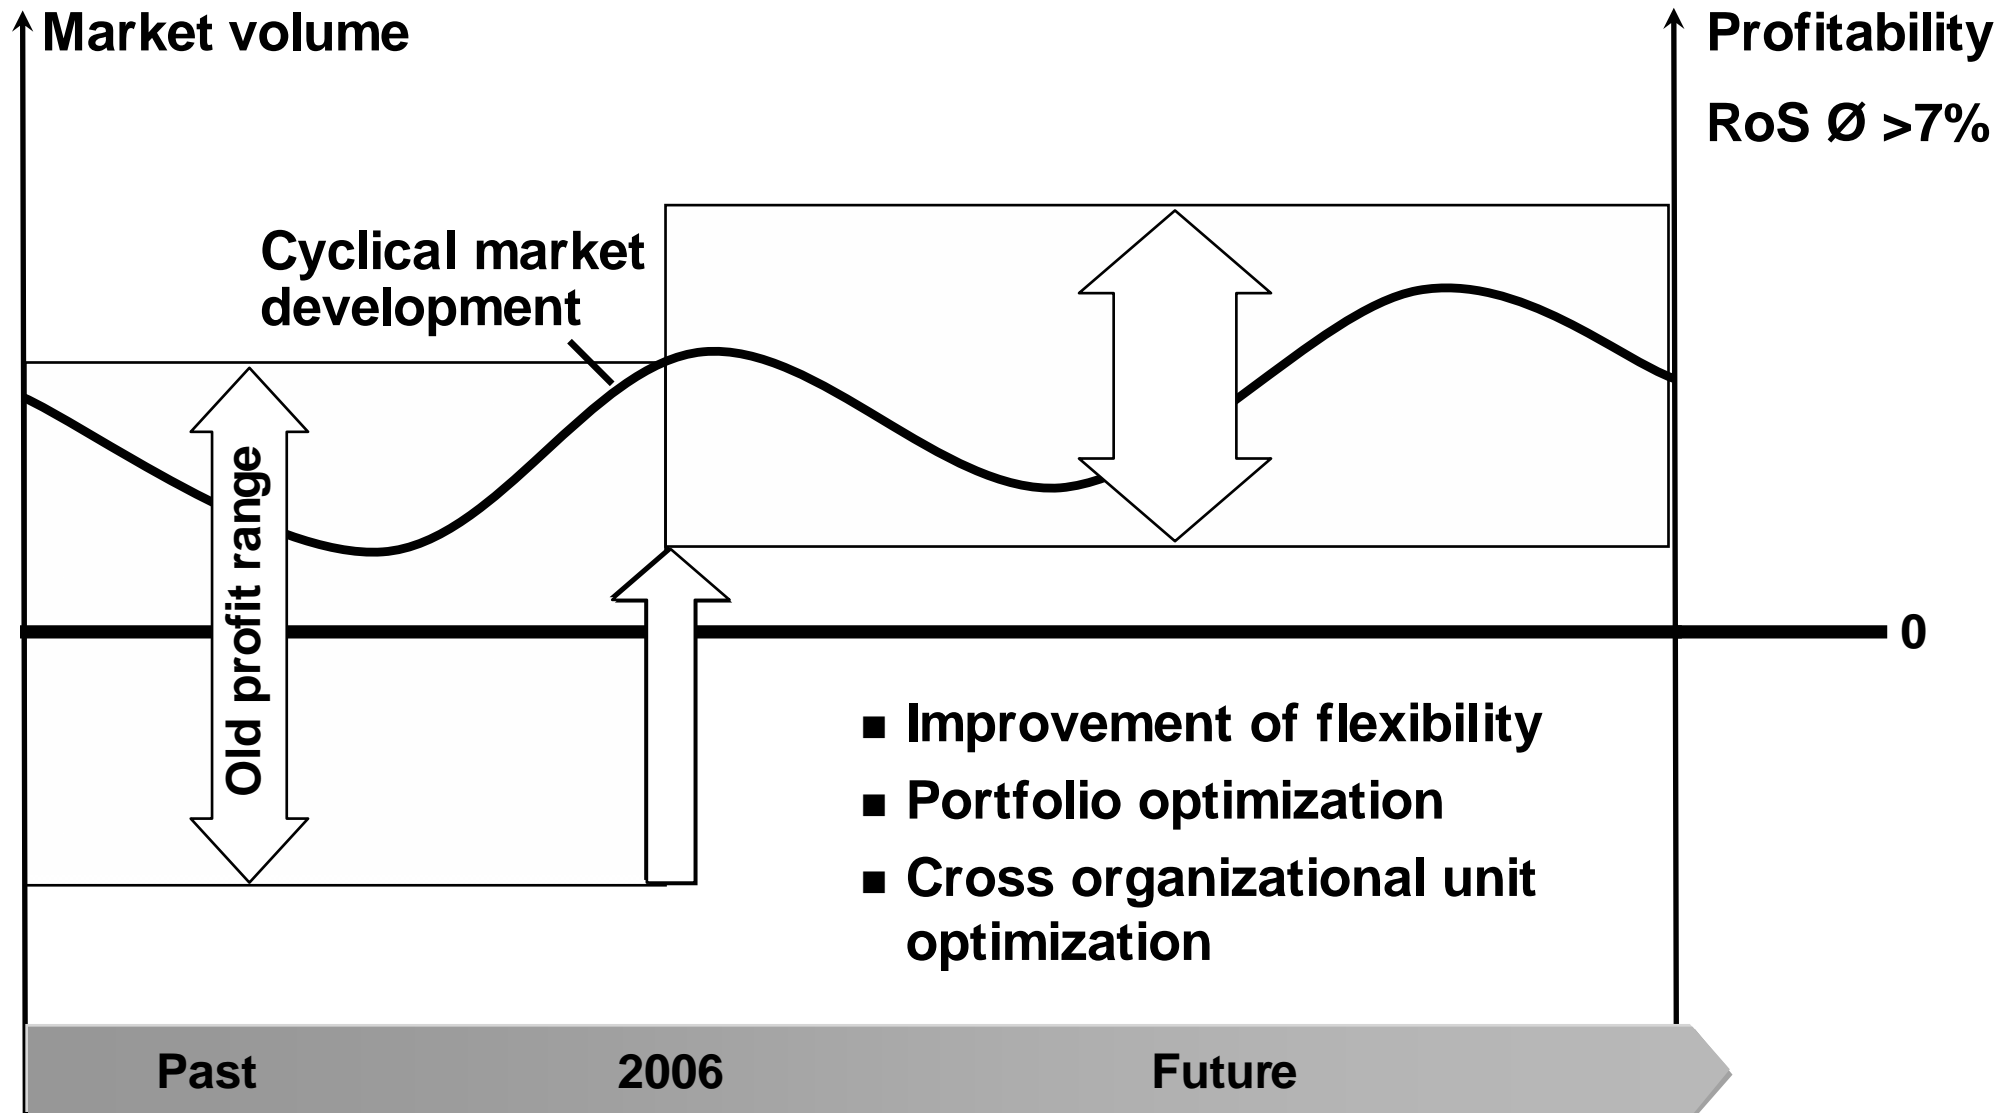 Market volume
Profitability
RoS Ø >7%
Cyclical market
development
Old profit range
0
■ Improvement of flexibility
■ Portfolio optimization
■ Cross organizational unit
optimization
Past
2006
Future